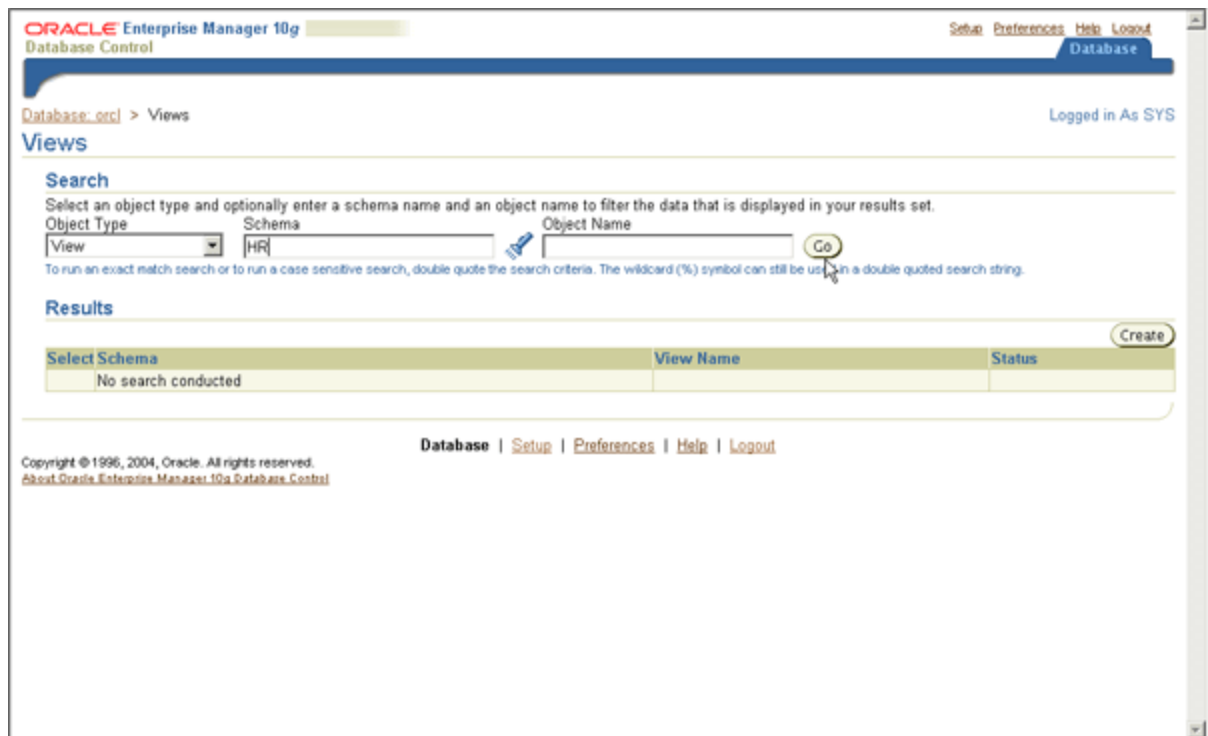 ORACLE Enterprise Manager 10g
Database Control
Setup Preferences Help Logout
Database
Database: orcl > Views
Logged in As SYS
Views
Search
Select an object type and optionally enter a schema name and an object name to filter the data that is displayed in your results set.
Object Type Schema Object Name
View HR Go
To run an exact match search or to run a case sensitive search, double quote the search criteria. The wildcard (%) symbol can still be used in a double quoted search string.
Results
Create
Select Schema View Name Status
No search conducted
Database | Setup | Preferences | Help | Logout
Copyright © 1996, 2004, Oracle. All rights reserved.
About Oracle Enterprise Manager 10g Database Control